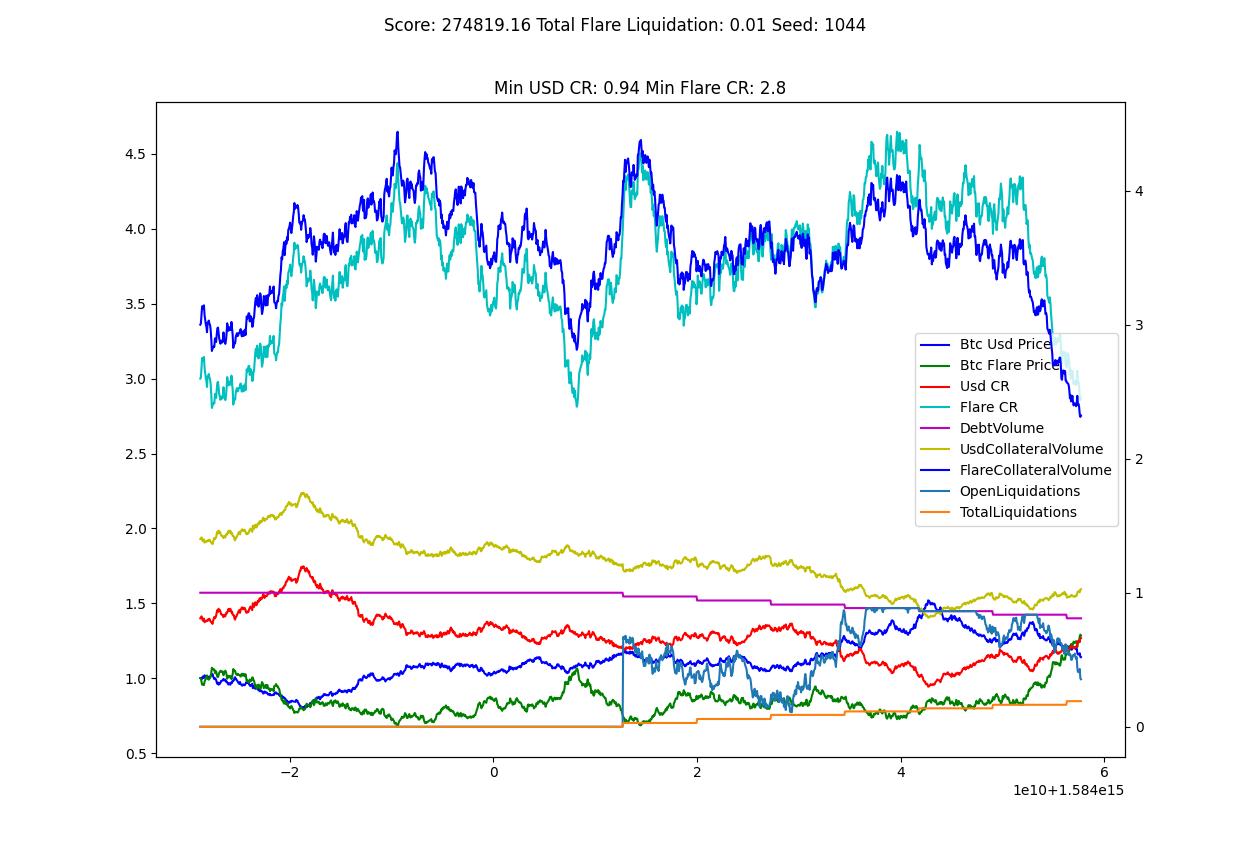 Score: 274819.16 Total Flare Liquidation: 0.01 Seed: 1044
Min USD CR: 0.94 Min Flare CR: 2.8
4.5
4.0
3.5
3.0
2.5
2.0
1.5
1.0
0.5
4
3
2
1
0
Btc Usd Price
Btc Flare Price
Usd CR
Flare CR
DebtVolume
UsdCollateralVolume
FlareCollateralVolume
OpenLiquidations
TotalLiquidations
−2 0 2 4 6
1e10+1.584e15